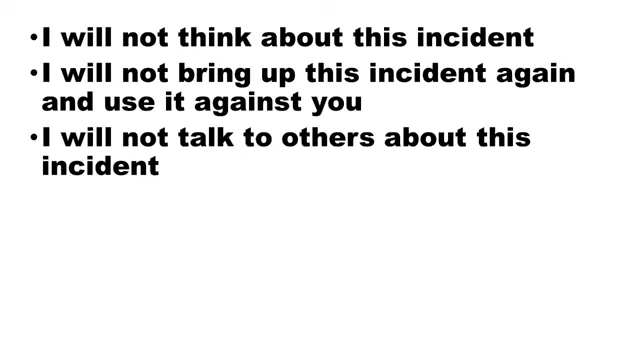 •I will not think about this incident
•I will not bring up this incident again
and use it against you
•I will not talk to others about this
incident